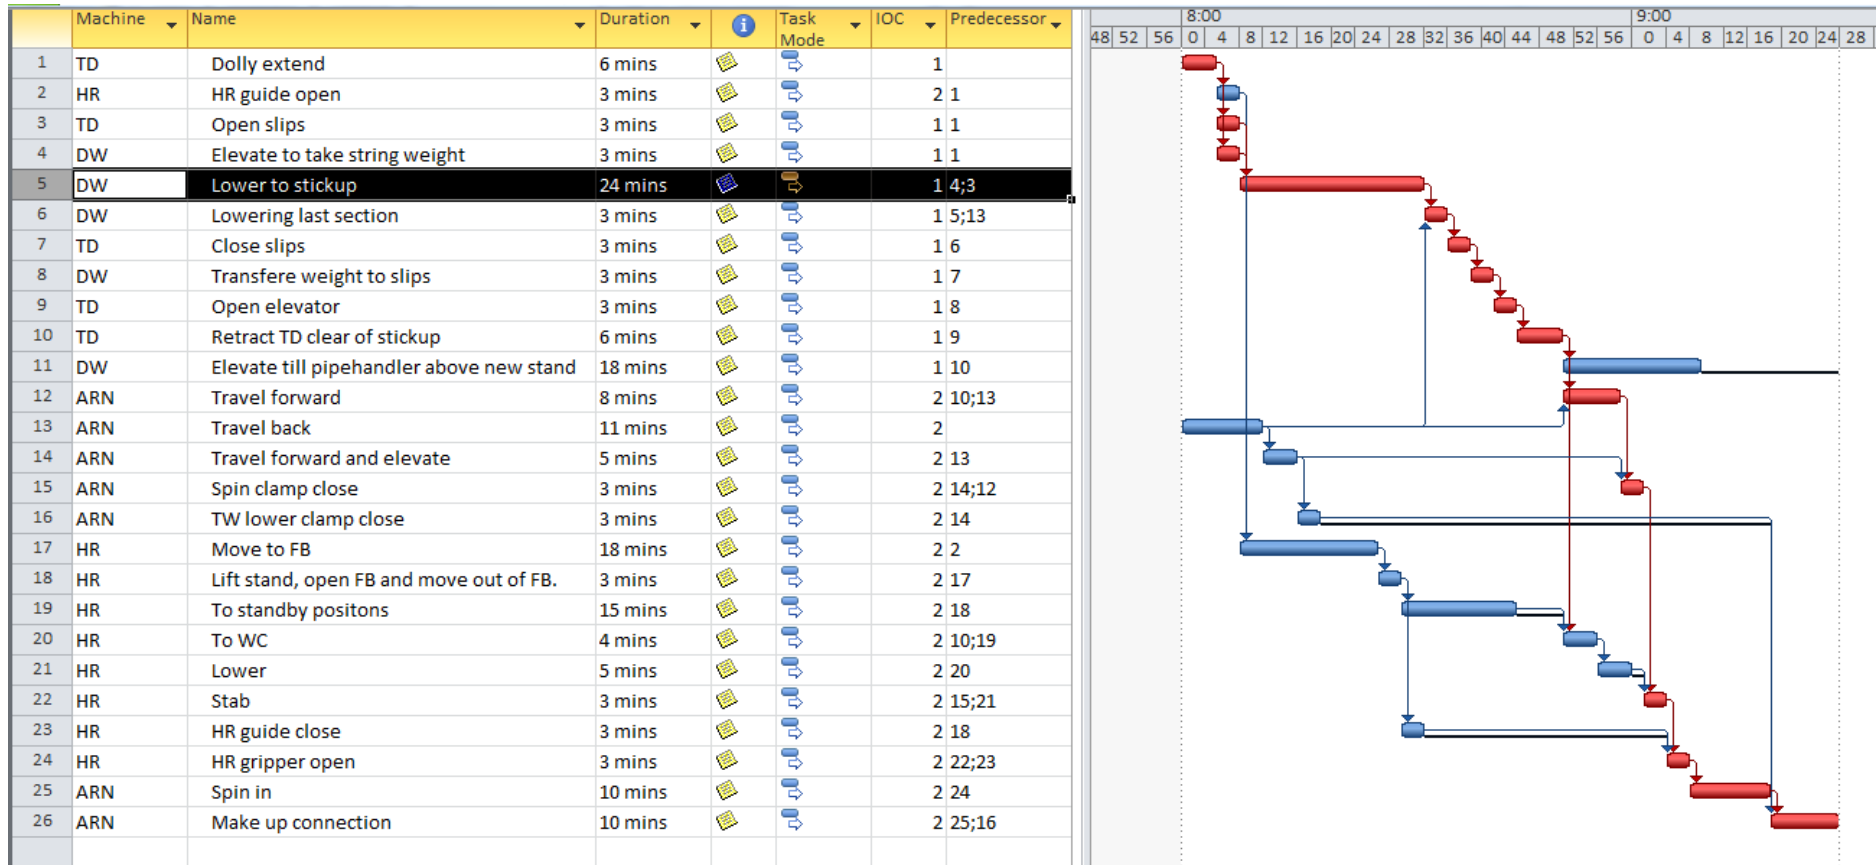 Machine Name Duration Task Mode IOC Predecessor
8:00 9:00
48 52 56 0 4 8 12 16 20 24 28 32 36 40 44 48 52 56 0 4 8 12 16 20 24 28
1 TD Dolly extend 6 mins 1
2 HR HR guide open 3 mins 2 1
3 TD Open slips 3 mins 1 1
4 DW Elevate to take string weight 3 mins 1 1
5 DW Lower to stickup 24 mins 1 4;3
6 DW Lowering last section 3 mins 1 5;13
7 TD Close slips 3 mins 1 6
8 DW Transfere weight to slips 3 mins 1 7
9 TD Open elevator 3 mins 1 8
10 TD Retract TD clear of stickup 6 mins 1 9
11 DW Elevate till pipehandler above new stand 18 mins 1 10
12 ARN Travel forward 8 mins 2 10;13
13 ARN Travel back 11 mins 2
14 ARN Travel forward and elevate 5 mins 2 13
15 ARN Spin clamp close 3 mins 2 14;12
16 ARN TW lower clamp close 3 mins 2 14
17 HR Move to FB 18 mins 2 2
18 HR Lift stand, open FB and move out of FB. 3 mins 2 17
19 HR To standby positons 15 mins 2 18
20 HR To WC 4 mins 2 10;19
21 HR Lower 5 mins 2 20
22 HR Stab 3 mins 2 15;21
23 HR HR guide close 3 mins 2 18
24 HR HR gripper open 3 mins 2 22;23
25 ARN Spin in 10 mins 2 24
26 ARN Make up connection 10 mins 2 25;16